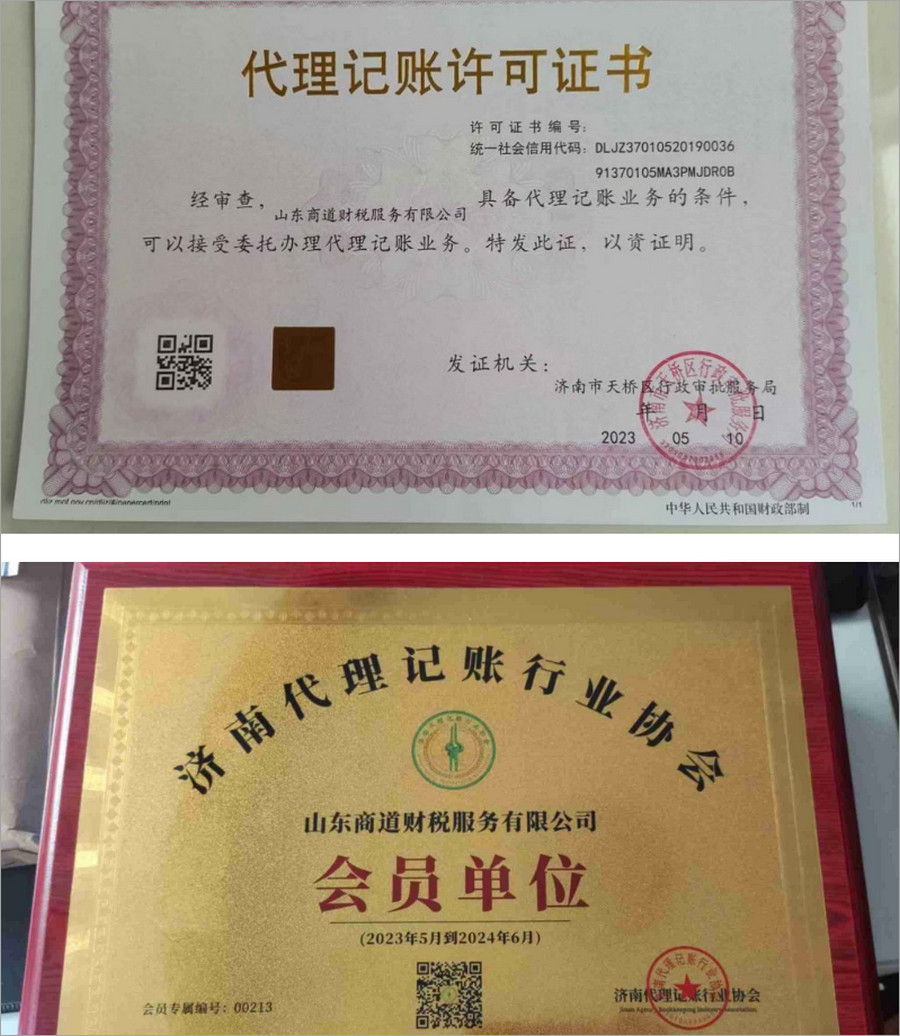 代理记账许可证书
许可证书编号：
统一社会信用代码：DLJZ37010520190036
91370105MA3PMJDR0B
经审查，山东商道财税服务有限公司 具备代理记账业务的条件，
可以接受委托办理代理记账业务。特发此证，以资证明。
发证机关：
济南市天桥区行政审批服务局
年 月 日
2023 05 10
中华人民共和国财政部制
1/1
济南代理记账行业协会
山东商道财税服务有限公司
会员单位
(2023年5月到2024年6月)
会员专属编号：00213
济南代理记账行业协会